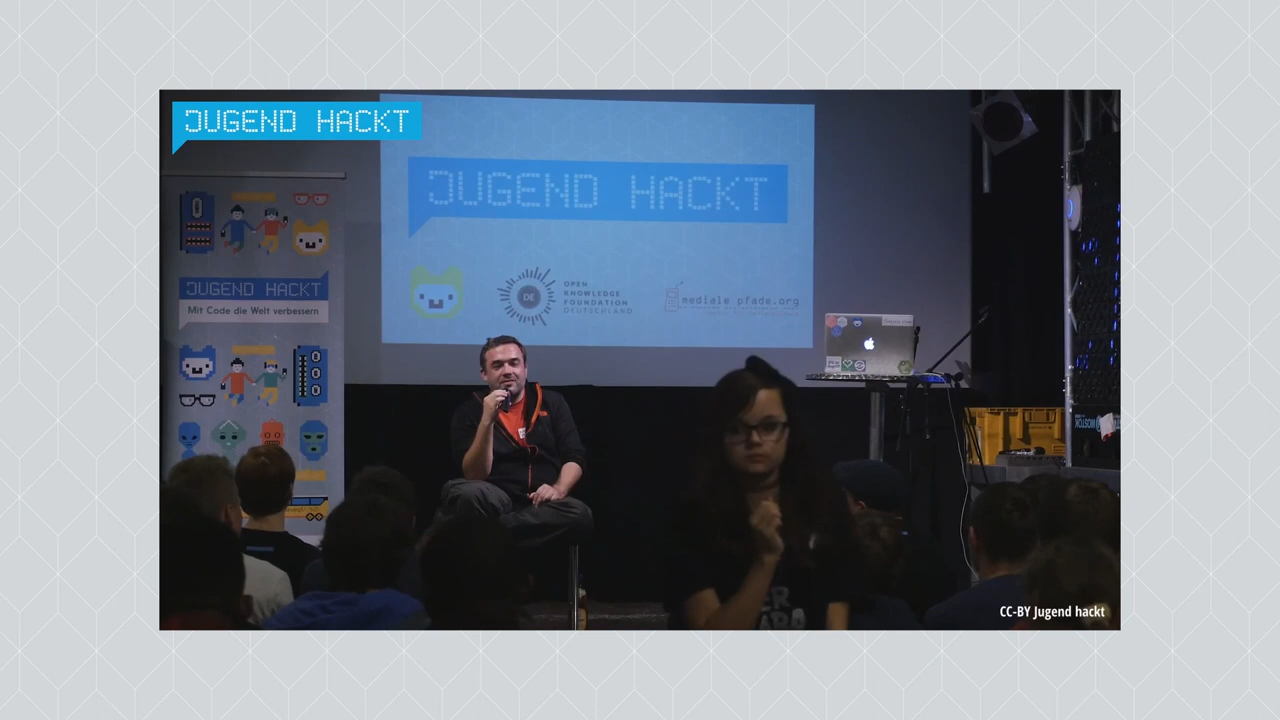 JUGEND HACKT
JUGEND HACKT
JUGEND HACKT
Mit Code die Welt verbessern
DE
OPEN
KNOWLEDGE
FOUNDATION
DEUTSCHLAND
mediale pfade.org
CC-BY Jugend hackt